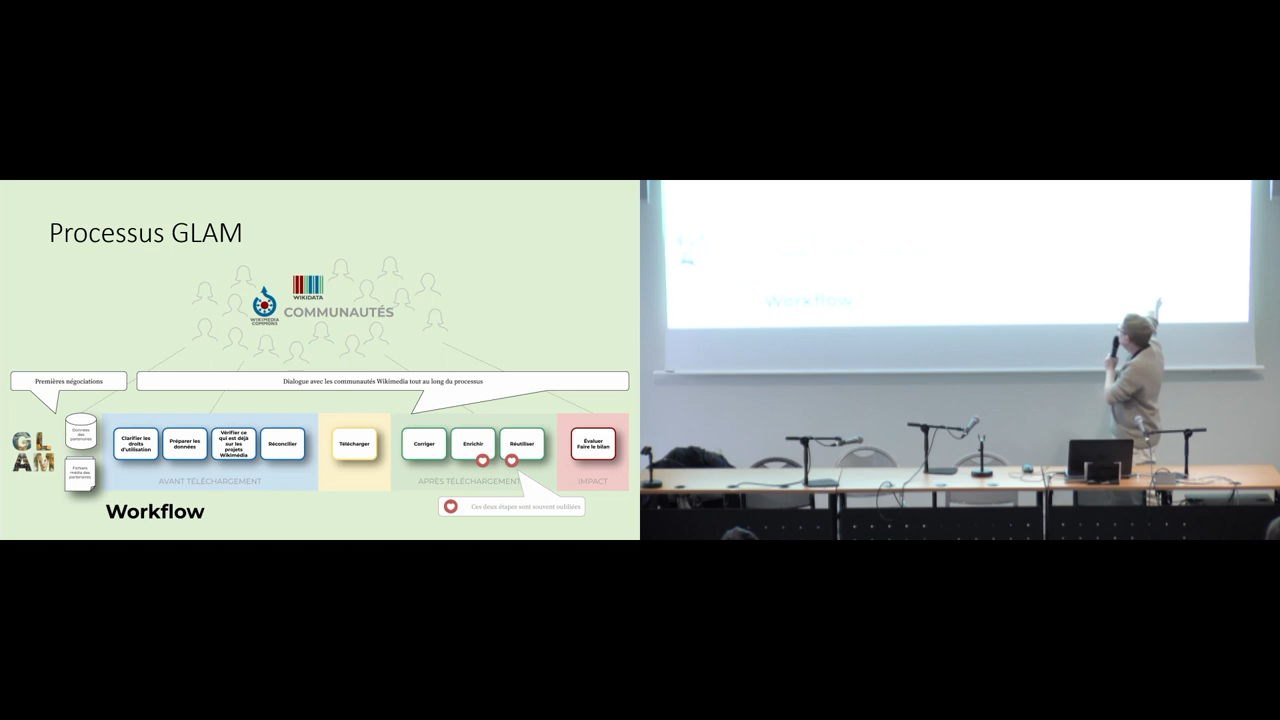 Processus GLAM
WIKIDATA
WIKIMEDIA
COMMONS
COMMUNAUTÉS
Premières négociations
Dialogue avec les communautés Wikimedia tout au long du processus
GL
AM
Données
des
partenaires
Fichiers
média des
partenaires
Clarifier les
droits
d'utilisation
Préparer les
données
Vérifier ce
qui est déjà
sur les
projets
Wikimédia
Réconcilier
Télécharger
Corriger
Enrichir
Réutiliser
Évaluer
Faire le bilan
AVANT TÉLÉCHARGEMENT
APRÈS TÉLÉCHARGEMENT
IMPACT
Workflow
Ces deux étapes sont souvent oubliées
Workflow